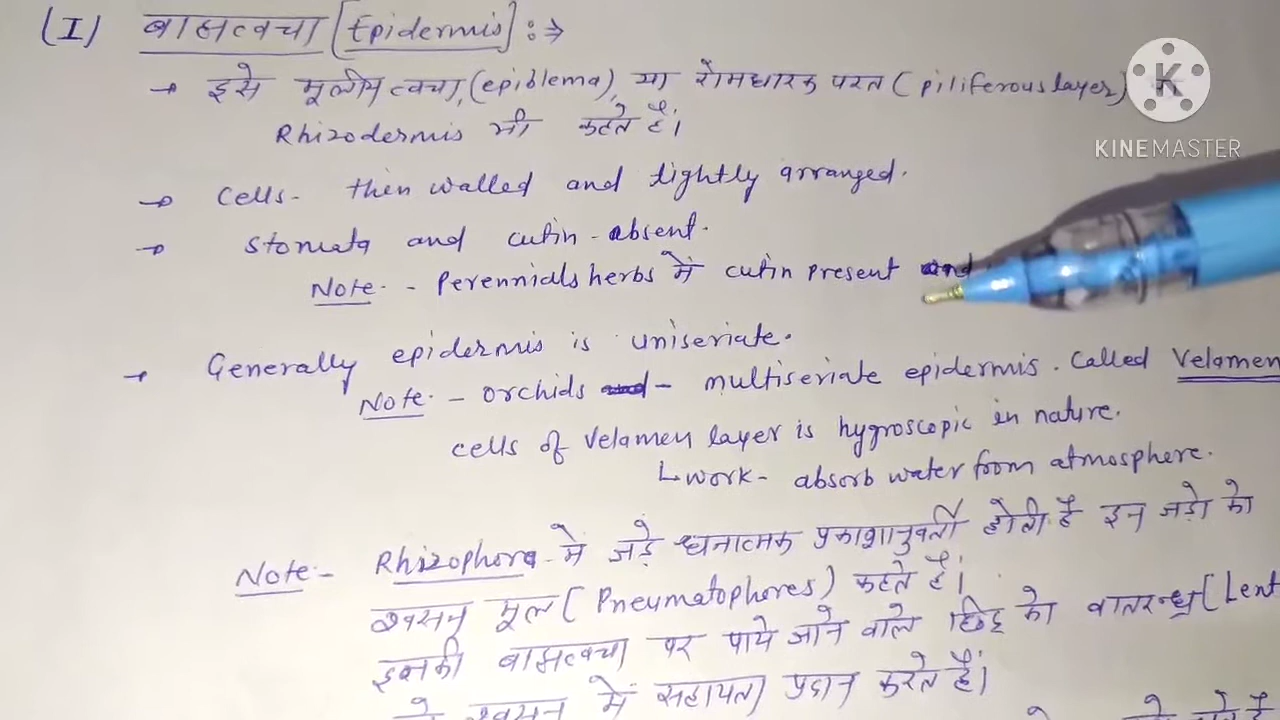 (I) बाह्यत्वचा [Epidermis] :⇒
→ इसे मूलीय त्वचा, (epiblema), या रोमधारक परत (piliferous layer)
Rhizodermis भी कहते है।
→ Cells - then walled and tightly arranged.
→ Stomata and cutin - absent.
Note - Perennials herbs में cutin present
→ Generally epidermis is uniseriate.
Note - orchids - multiseriate epidermis. Called Velamen
cells of velamen layer is hygroscopic in nature.
↳ work - absorb water from atmosphere.
Note - Rhizophora - में जड़े धनात्मक प्रकाशानुवर्ती होती है इन जड़ो को
श्वसन मूल (Pneumatophores) कहते है।
इनकी बाह्यत्वचा पर पाये जाने वाले छिद्र को वातरन्ध्र (Lent
श्वसन में सहायता प्रदान करते हैं।
K
KINEMASTER